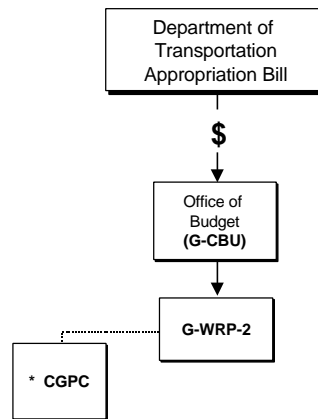 Department of
Transportation
Appropriation Bill
$
Office of
Budget
(G-CBU)
G-WRP-2
* CGPC